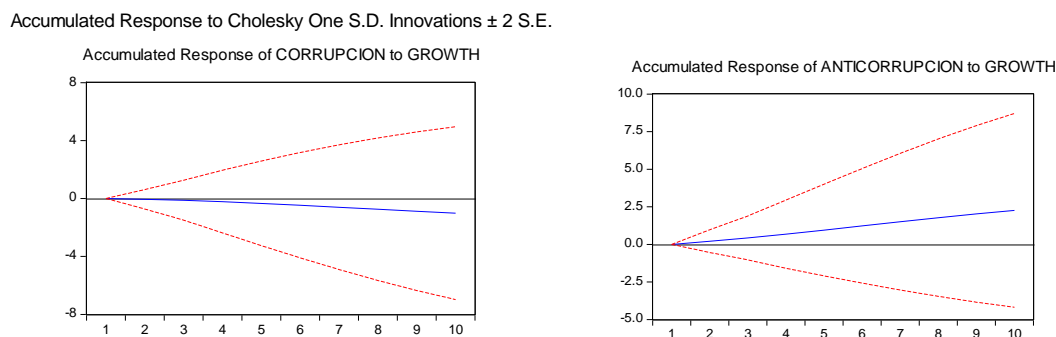 Accumulated Response to Cholesky One S.D. Innovations ± 2 S.E.
Accumulated Response of CORRUPCION to GROWTH
8
4
0
-4
-8
1 2 3 4 5 6 7 8 9 10
Accumulated Response of ANTICORRUPCION to GROWTH
10.0
7.5
5.0
2.5
0.0
-2.5
-5.0
1 2 3 4 5 6 7 8 9 10